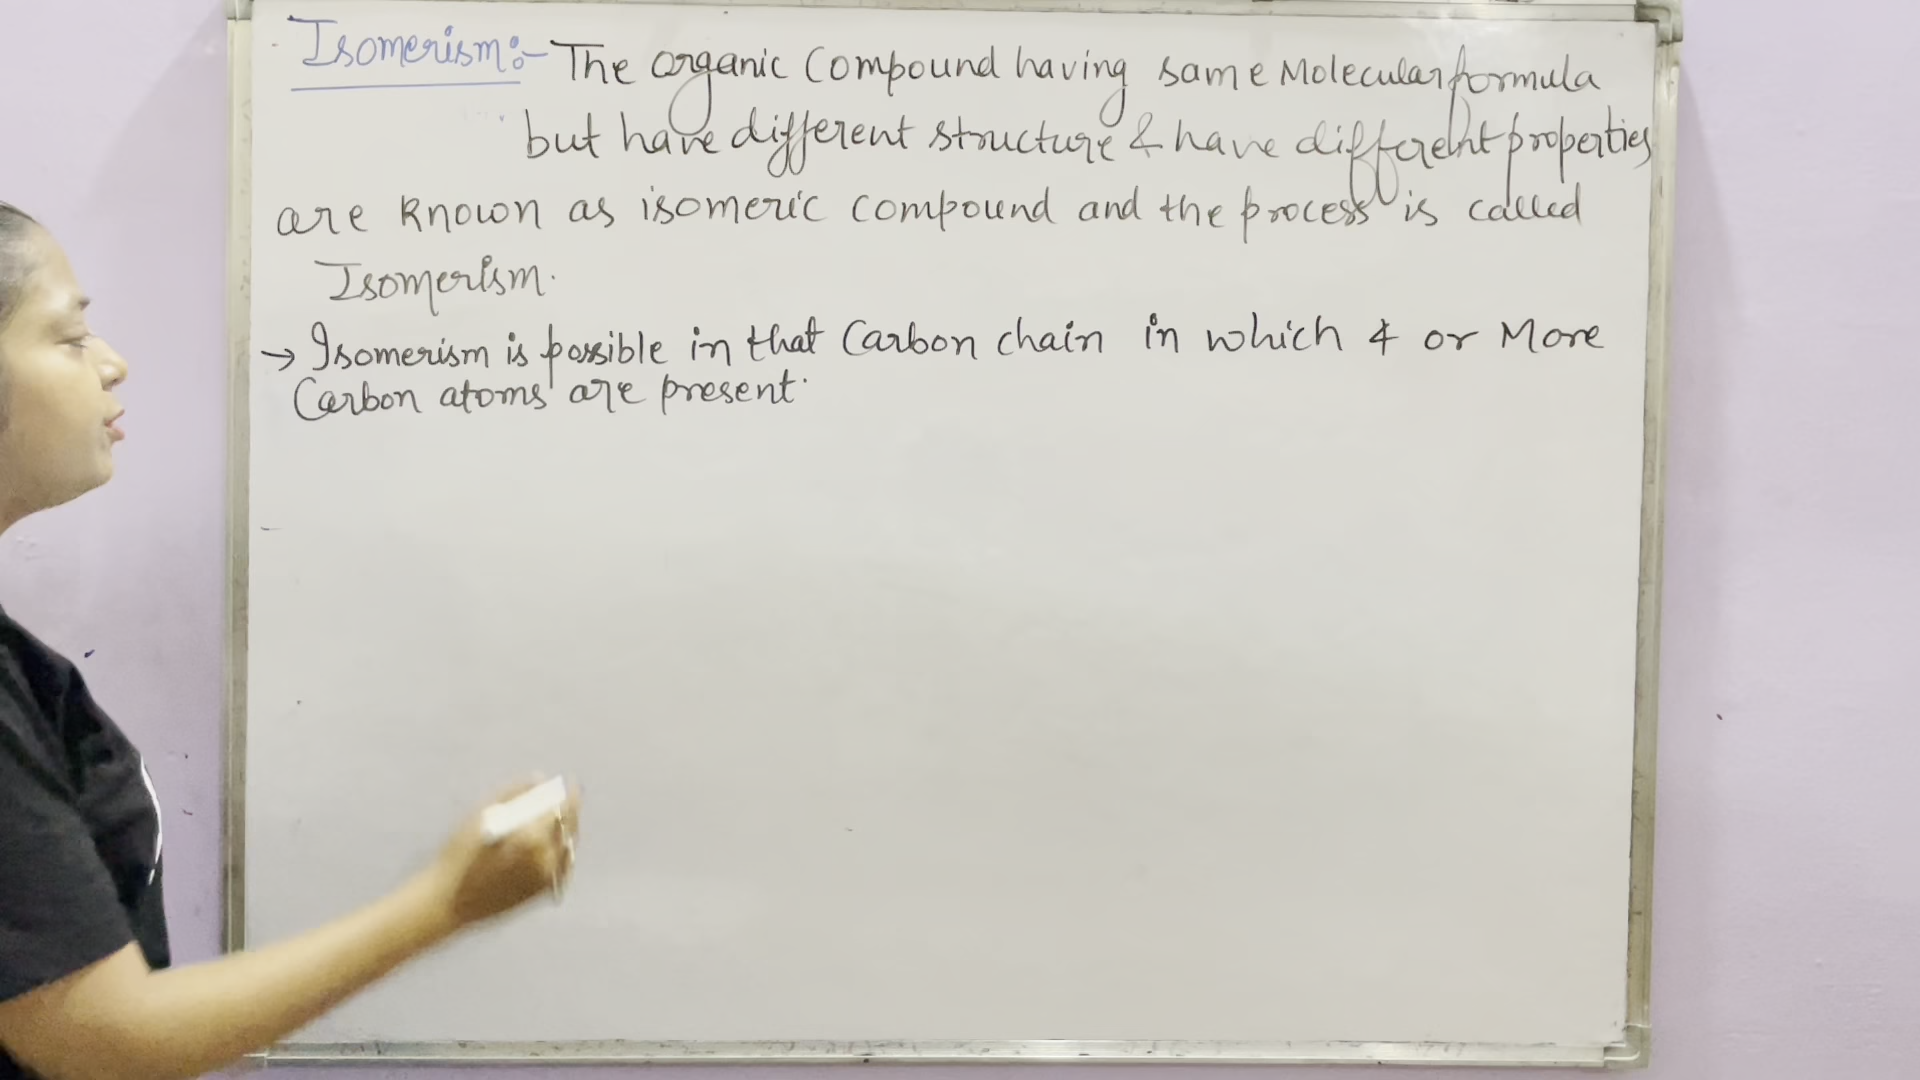 Isomerism:- The organic Compound having same Molecular formula
but have different structure & have different properties
are known as isomeric compound and the process is called
Isomerism.
→ Isomerism is possible in that Carbon chain in which 4 or More
Carbon atoms are present.